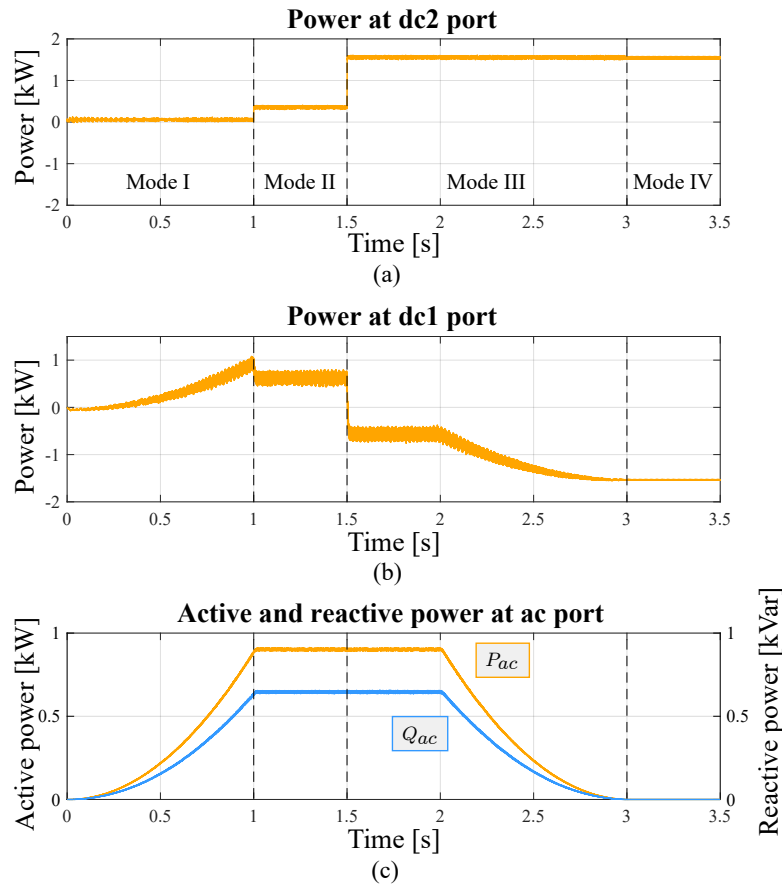 Power at dc2 port
Power [kW]
2
1
0
-1
-2
Mode I
Mode II
Mode III
Mode IV
0
0.5
1
1.5
2
2.5
3
3.5
Time [s]
(a)
Power at dc1 port
Power [kW]
1
0
-1
-2
0
0.5
1
1.5
2
2.5
3
3.5
Time [s]
(b)
Active and reactive power at ac port
Active power [kW]
1
0.5
0
P_ac
Q_ac
Reactive power [kVar]
1
0.5
0
0
0.5
1
1.5
2
2.5
3
3.5
Time [s]
(c)